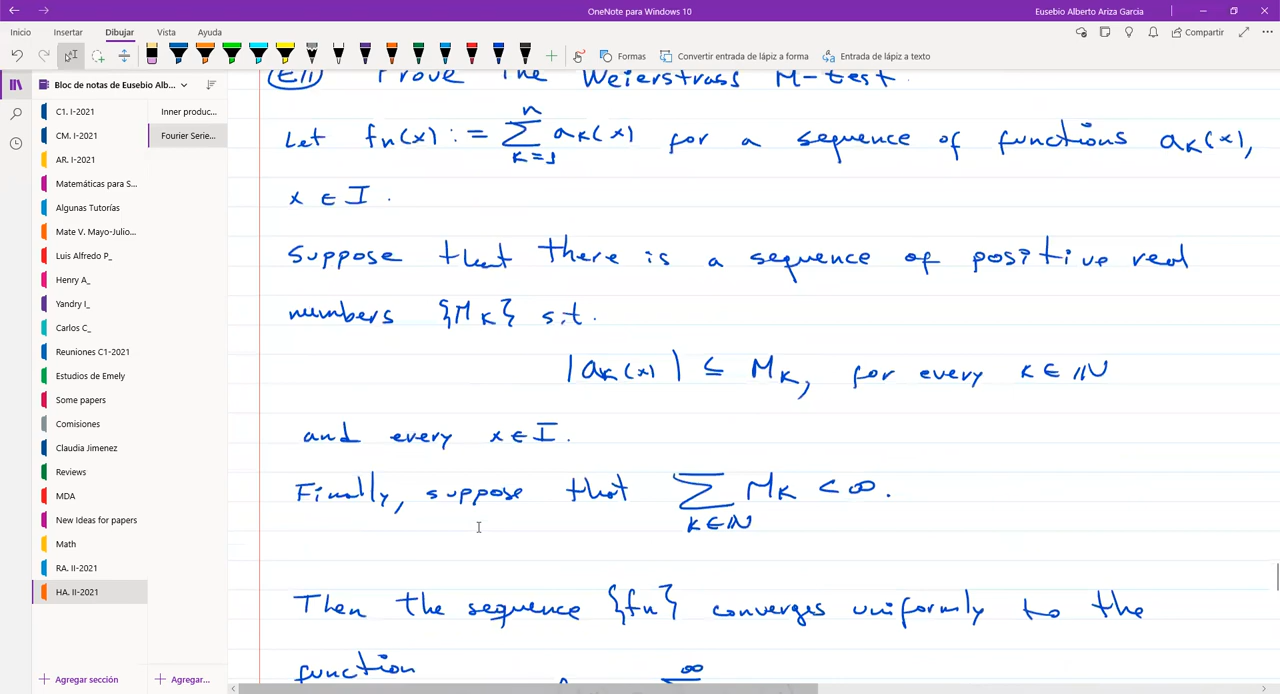 OneNote para Windows 10
Eusebio Alberto Ariza Garcia
Inicio Insertar Dibujar Vista Ayuda
Compartir
Formas Convertir entrada de lápiz a forma Entrada de lápiz a texto
Bloc de notas de Eusebio Alb...
C1. I-2021
CM. I-2021
AR. I-2021
Matemáticas para S...
Algunas Tutorías
Mate V. Mayo-Julio...
Luis Alfredo P_
Henry A_
Yandry I_
Carlos C_
Reuniones C1-2021
Estudios de Emely
Some papers
Comisiones
Claudia Jimenez
Reviews
MDA
New Ideas for papers
Math
RA. II-2021
HA. II-2021
Agregar sección
Inner produc...
Fourier Serie...
Agregar...
(E11) Prove the Weierstrass M-test.
Let fn(x) := ∑_{k=1}^{n} ak(x) for a sequence of functions ak(x),
x ∈ I.
Suppose that there is a sequence of positive real
numbers {Mk} s.t.
|ak(x)| ≤ Mk, for every k ∈ ℕ
and every x ∈ I.
Finally, suppose that ∑_{k∈ℕ} Mk < ∞.
Then the sequence {fn} converges uniformly to the
function
∞